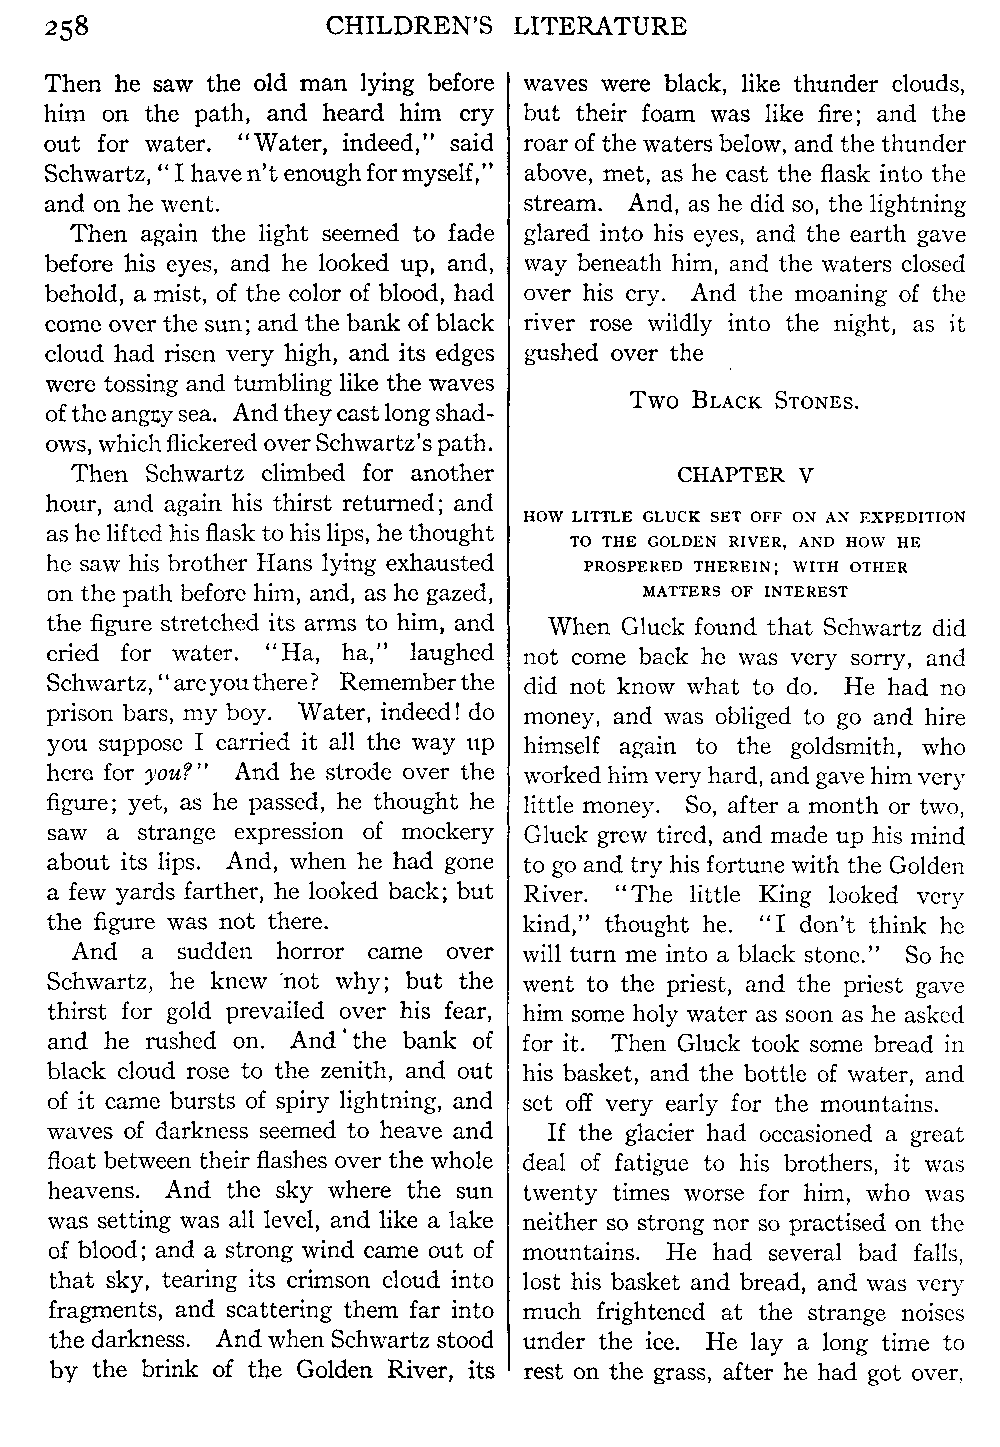 258 CHILDREN'S LITERATURE
Then he saw the old man lying before
him on the path, and heard him cry
out for water. "Water, indeed," said
Schwartz, "I haven't enough for myself,"
and on he went.
Then again the light seemed to fade
before his eyes, and he looked up, and,
behold, a mist, of the color of blood, had
come over the sun; and the bank of black
cloud had risen very high, and its edges
were tossing and tumbling like the waves
of the angry sea. And they cast long shad-
ows, which flickered over Schwartz's path.
Then Schwartz climbed for another
hour, and again his thirst returned; and
as he lifted his flask to his lips, he thought
he saw his brother Hans lying exhausted
on the path before him, and, as he gazed,
the figure stretched its arms to him, and
cried for water. "Ha, ha," laughed
Schwartz, "are you there? Remember the
prison bars, my boy. Water, indeed! do
you suppose I carried it all the way up
here for you?" And he strode over the
figure; yet, as he passed, he thought he
saw a strange expression of mockery
about its lips. And, when he had gone
a few yards farther, he looked back; but
the figure was not there.
And a sudden horror came over
Schwartz, he knew not why; but the
thirst for gold prevailed over his fear,
and he rushed on. And the bank of
black cloud rose to the zenith, and out
of it came bursts of spiry lightning, and
waves of darkness seemed to heave and
float between their flashes over the whole
heavens. And the sky where the sun
was setting was all level, and like a lake
of blood; and a strong wind came out of
that sky, tearing its crimson cloud into
fragments, and scattering them far into
the darkness. And when Schwartz stood
by the brink of the Golden River, its
waves were black, like thunder clouds,
but their foam was like fire; and the
roar of the waters below, and the thunder
above, met, as he cast the flask into the
stream. And, as he did so, the lightning
glared into his eyes, and the earth gave
way beneath him, and the waters closed
over his cry. And the moaning of the
river rose wildly into the night, as it
gushed over the
TWO BLACK STONES.
CHAPTER V
HOW LITTLE GLUCK SET OFF ON AN EXPEDITION
TO THE GOLDEN RIVER, AND HOW HE
PROSPERED THEREIN; WITH OTHER
MATTERS OF INTEREST
When Gluck found that Schwartz did
not come back he was very sorry, and
did not know what to do. He had no
money, and was obliged to go and hire
himself again to the goldsmith, who
worked him very hard, and gave him very
little money. So, after a month or two,
Gluck grew tired, and made up his mind
to go and try his fortune with the Golden
River. "The little King looked very
kind," thought he. "I don't think he
will turn me into a black stone." So he
went to the priest, and the priest gave
him some holy water as soon as he asked
for it. Then Gluck took some bread in
his basket, and the bottle of water, and
set off very early for the mountains.
If the glacier had occasioned a great
deal of fatigue to his brothers, it was
twenty times worse for him, who was
neither so strong nor so practised on the
mountains. He had several bad falls,
lost his basket and bread, and was very
much frightened at the strange noises
under the ice. He lay a long time to
rest on the grass, after he had got over,